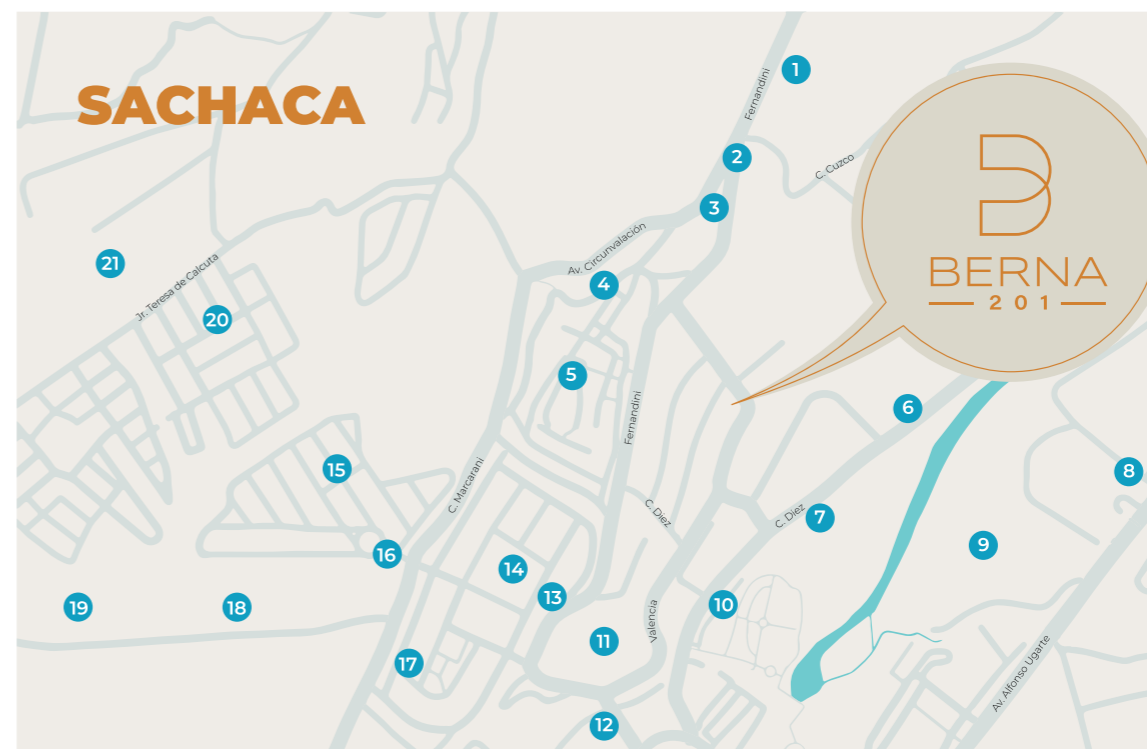 SACHACA
1
Fernandini
2
C. Cuzco
3
BERNA
201
Av. Circunvalación
4
21
Jr. Teresa de Calcuta
20
5
6
Fernandini
15
8
C. Marcarani
C. Diez
C. Diez
7
9
16
14
13
10
19
18
11
Valencia
17
Av. Alfonso Ugarte
12